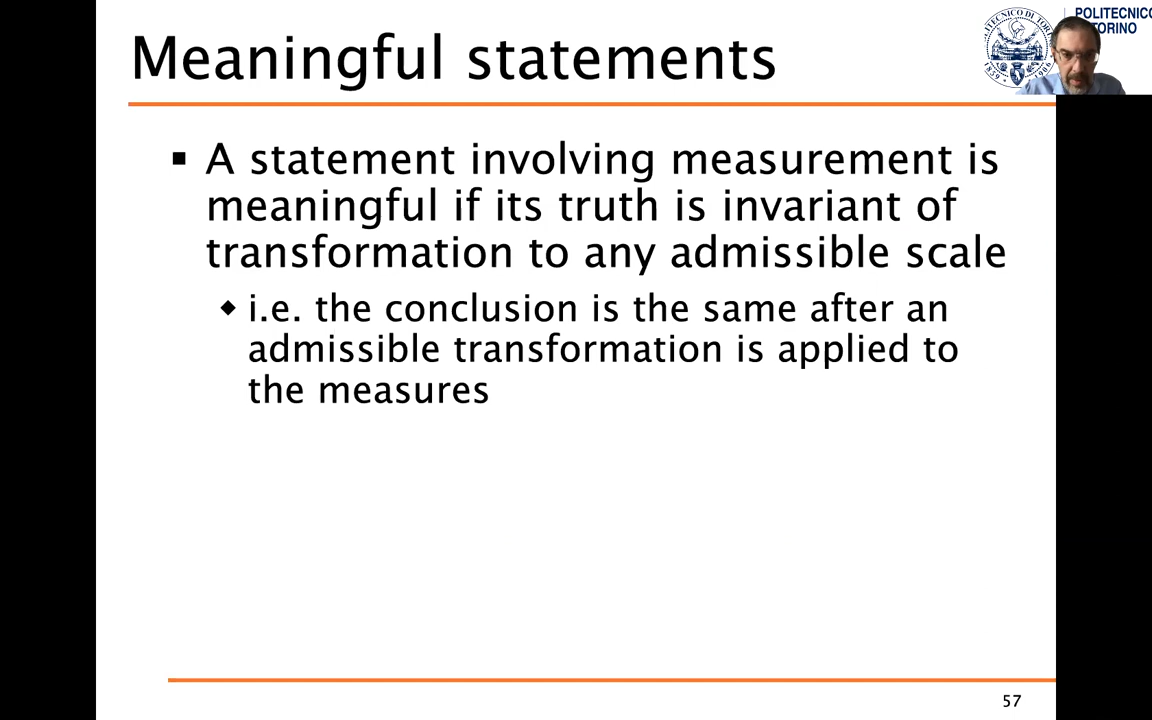 Meaningful statements
POLITECNICO
TORINO
▪ A statement involving measurement is
meaningful if its truth is invariant of
transformation to any admissible scale
◆ i.e. the conclusion is the same after an
admissible transformation is applied to
the measures
57